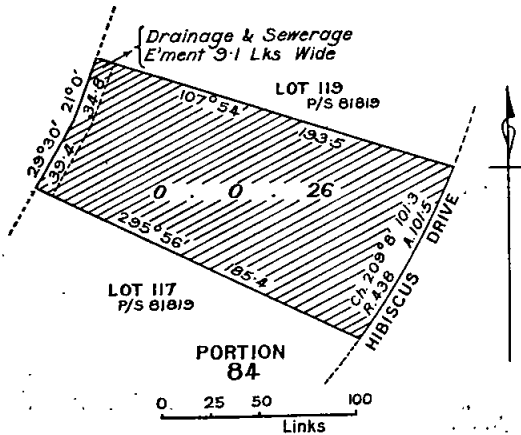 Drainage & Sewerage
E'ment 9·1 Lks Wide
LOT 119
P/S 81819
107°54'
193·5
29°30' 21°0'
39·4 34·8
0 . 0 . 26
Ch. 209°8' 101·3
R.438 A.101·5
HIBISCUS DRIVE
295°56'
185·4
LOT 117
P/S 81819
PORTION
84
0 25 50 100
Links